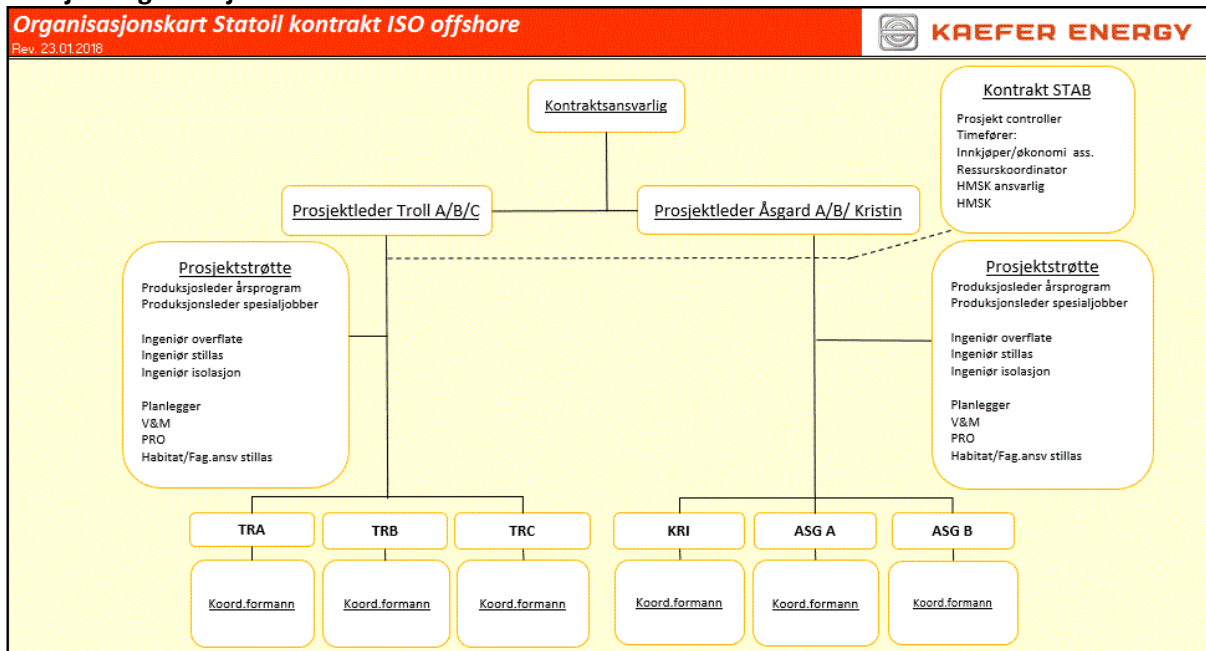 Organisasjonskart Statoil kontrakt ISO offshore
Rev. 23.01.2018
KAEFER ENERGY
Kontraktsansvarlig
Kontrakt STAB
Prosjekt controller
Timefører:
Innkjøper/økonomi ass.
Ressurskoordinator
HMSK ansvarlig
HMSK
Prosjektleder Troll A/B/C
Prosjektleder Åsgard A/B/ Kristin
Prosjektstrøtte
Produksjosleder årsprogram
Produksjonsleder spesialjobber
Ingeniør overflate
Ingeniør stillas
Ingeniør isolasjon
Planlegger
V&M
PRO
Habitat/Fag.ansv stillas
Prosjektstrøtte
Produksjosleder årsprogram
Produksjonsleder spesialjobber
Ingeniør overflate
Ingeniør stillas
Ingeniør isolasjon
Planlegger
V&M
PRO
Habitat/Fag.ansv stillas
TRA
TRB
TRC
KRI
ASG A
ASG B
Koord.formann
Koord.formann
Koord.formann
Koord.formann
Koord.formann
Koord.formann